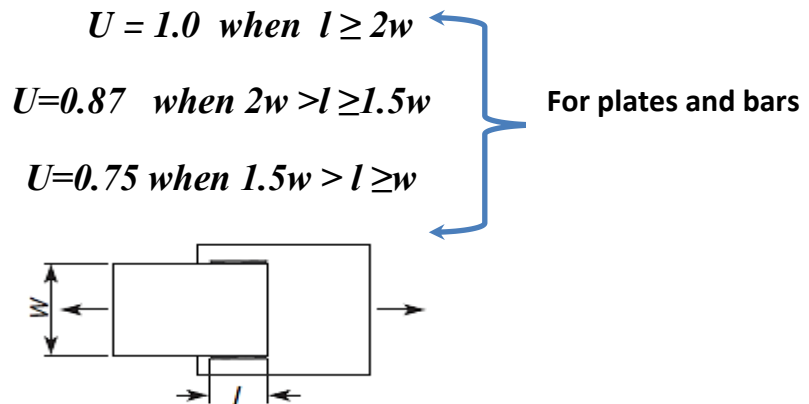 U = 1.0 when l ≥ 2w
U=0.87 when 2w >l ≥1.5w
For plates and bars
U=0.75 when 1.5w > l ≥w
w
l